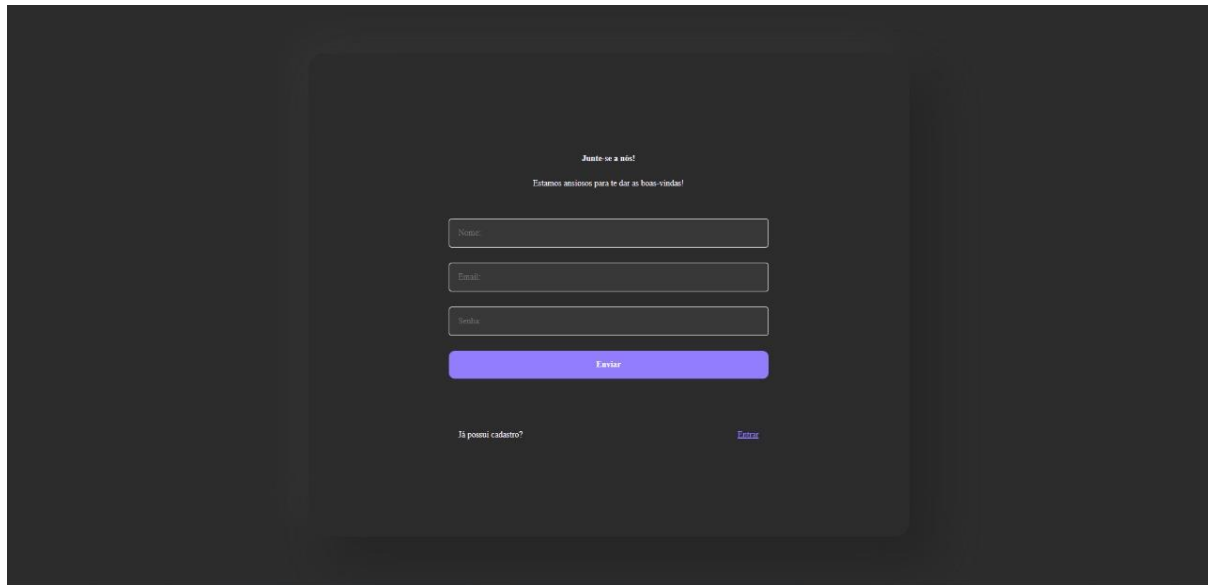 Junte-se a nós!
Estamos ansiosos para te dar as boas-vindas!
Nome:
Email:
Senha
Enviar
Já possui cadastro?
Entrar